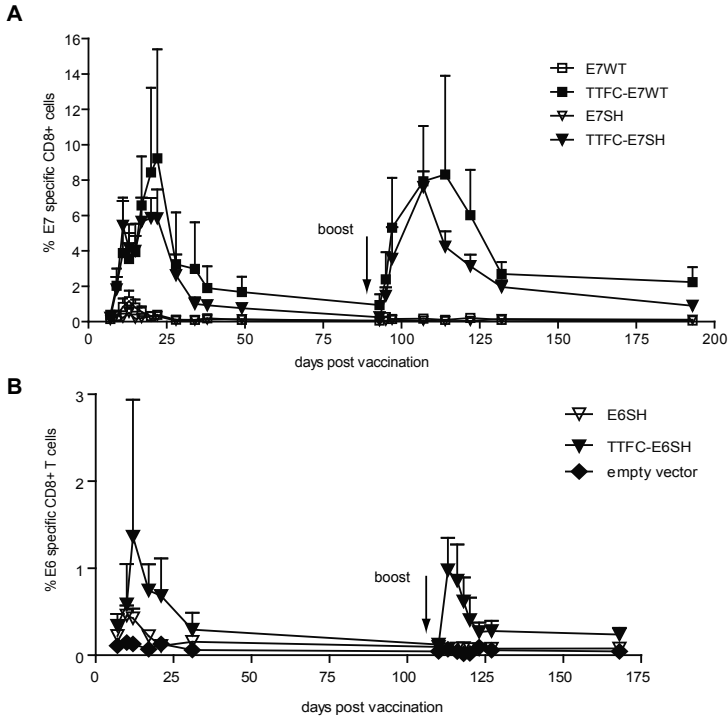 A
% E7 specific CD8+ cells
16
14
12
10
8
6
4
2
0
E7WT
TTFC-E7WT
E7SH
TTFC-E7SH
boost
0 25 50 75 100 125 150 175 200
days post vaccination
B
% E6 specific CD8+ T cells
3
2
1
0
E6SH
TTFC-E6SH
empty vector
boost
0 25 50 75 100 125 150 175
days post vaccination